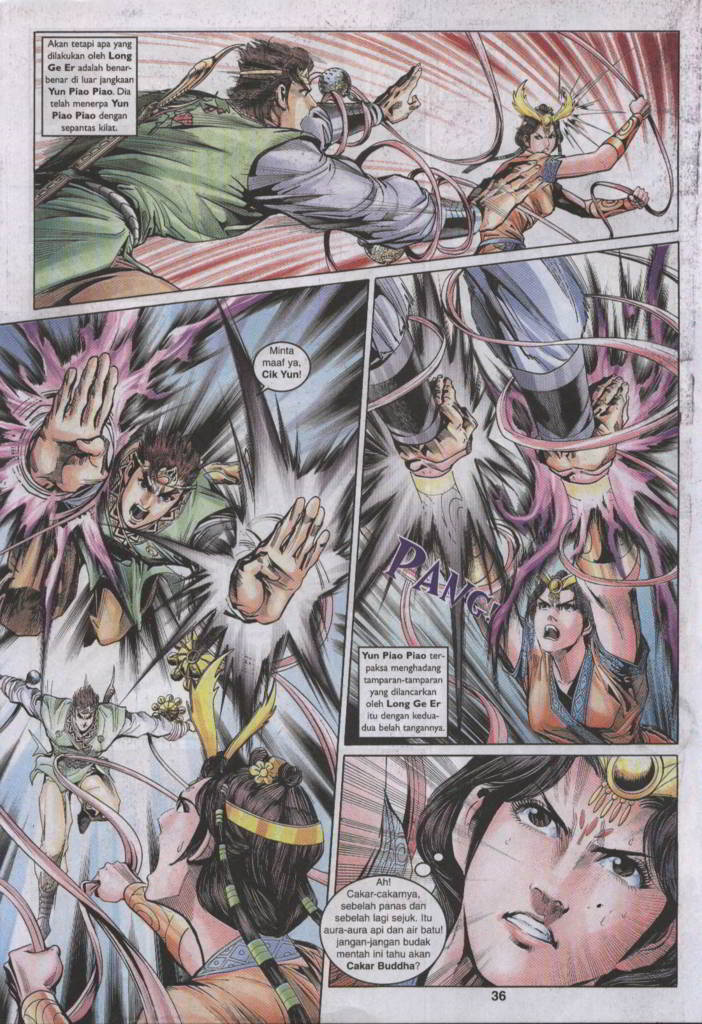 Akan tetapi apa yang
dilakukan oleh Long
Ge Er adalah benar-
benar di luar jangkaan
Yun Piao Piao. Dia
telah menerpa Yun
Piao Piao dengan
sepantas kilat.
Minta
maaf ya,
Cik Yun!
PANG!
Yun Piao Piao ter-
paksa menghadang
tamparan-tamparan
yang dilancarkan
oleh Long Ge Er
itu dengan kedua-
dua belah tangannya.
Ah!
Cakar-cakarnya,
sebelah panas dan
sebelah lagi sejuk. Itu
aura-aura api dan air batu!
jangan-jangan budak
mentah ini tahu akan
Cakar Buddha?
36